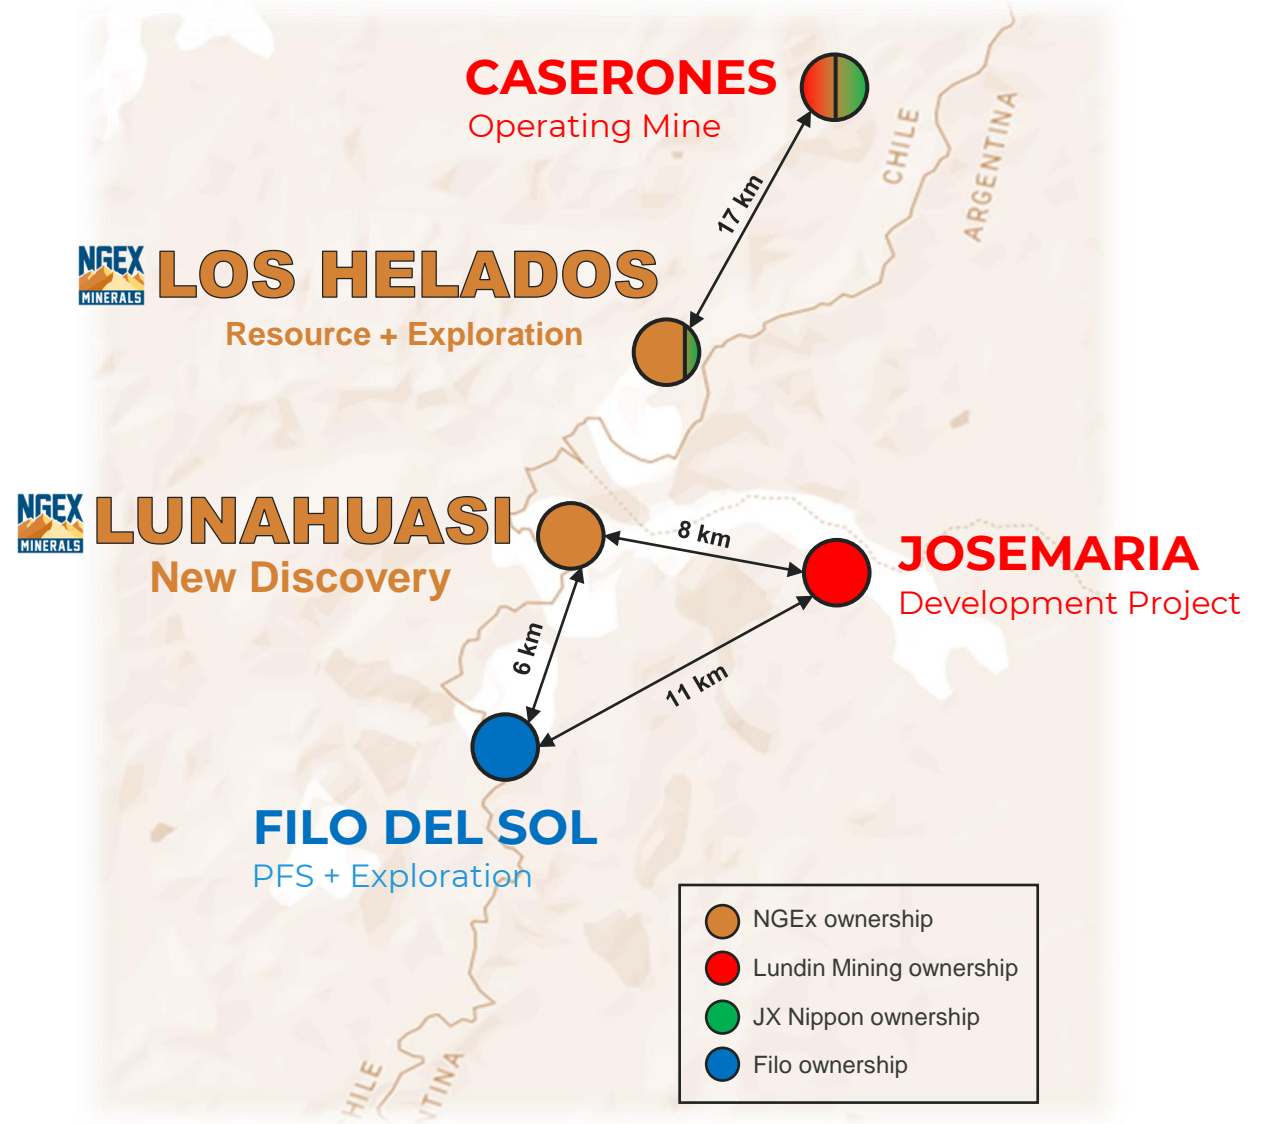 CASERONES
Operating Mine
CHILE
ARGENTINA
17 km
NGEX
MINERALS
LOS HELADOS
Resource + Exploration
NGEX
MINERALS
LUNAHUASI
New Discovery
8 km
JOSEMARIA
Development Project
6 km
11 km
FILO DEL SOL
PFS + Exploration
NGEx ownership
Lundin Mining ownership
JX Nippon ownership
Filo ownership
HILE
NTINA